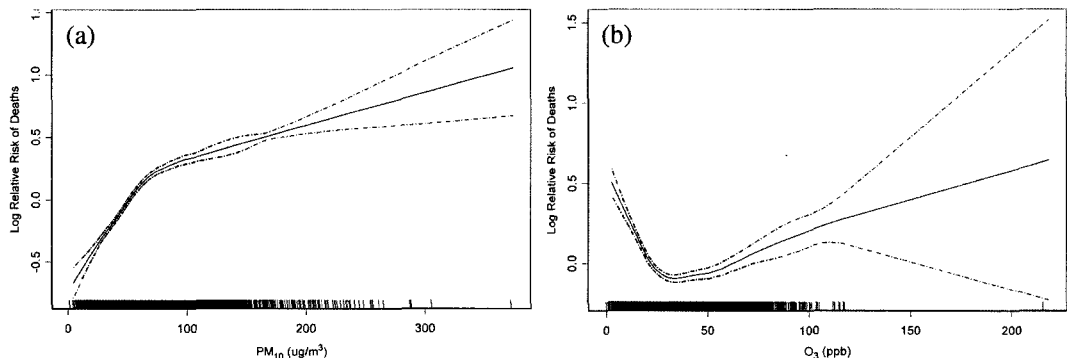 (a)
Log Relative Risk of Deaths
1.5
1.0
0.5
0.0
-0.5
0 100 200 300
PM10 (ug/m³)
(b)
Log Relative Risk of Deaths
1.5
1.0
0.5
0.0
0 50 100 150 200
O3 (ppb)